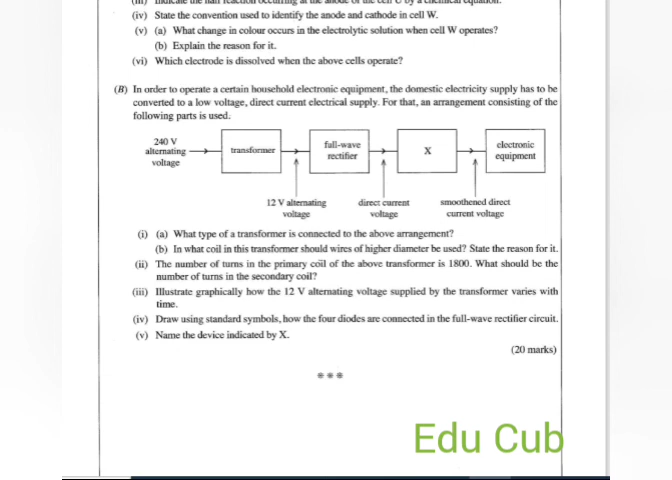 (iv) State the convention used to identify the anode and cathode in cell W.
(v) (a) What change in colour occurs in the electrolytic solution when cell W operates?
(b) Explain the reason for it.
(vi) Which electrode is dissolved when the above cells operate?
(B) In order to operate a certain household electronic equipment, the domestic electricity supply has to be
converted to a low voltage, direct current electrical supply. For that, an arrangement consisting of the
following parts is used.
240 V
alternating
voltage
transformer
full-wave
rectifier
X
electronic
equipment
12 V alternating
voltage
direct current
voltage
smoothened direct
current voltage
(i) (a) What type of a transformer is connected to the above arrangement?
(b) In what coil in this transformer should wires of higher diameter be used? State the reason for it.
(ii) The number of turns in the primary coil of the above transformer is 1800. What should be the
number of turns in the secondary coil?
(iii) Illustrate graphically how the 12 V alternating voltage supplied by the transformer varies with
time.
(iv) Draw using standard symbols, how the four diodes are connected in the full-wave rectifier circuit.
(v) Name the device indicated by X.
(20 marks)
***
Edu Cub